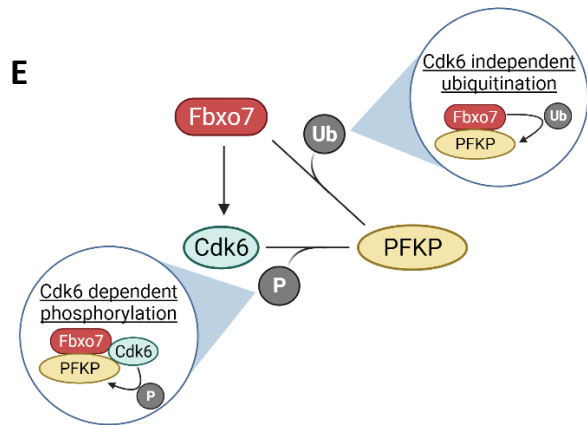 E
Cdk6 independent
ubiquitination
Fbxo7
Ub
PFKP
Fbxo7
Ub
Cdk6
PFKP
P
Cdk6 dependent
phosphorylation
Fbxo7
Cdk6
PFKP
P